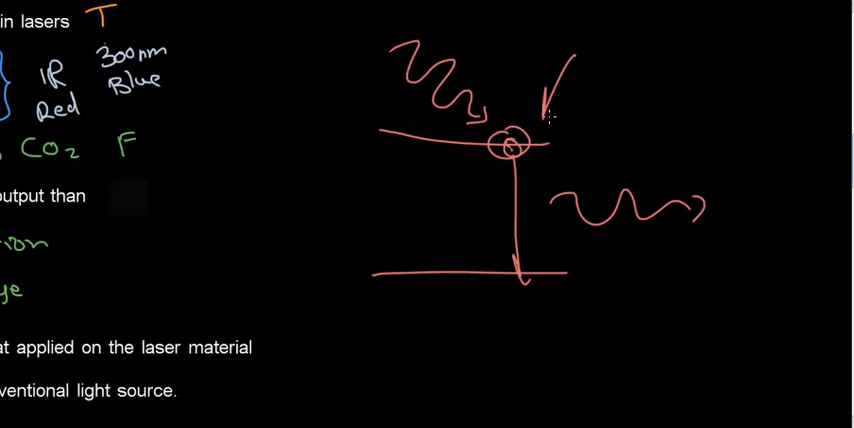 in lasers T
IR 300nm
Red Blue
CO2 F
output than
ion
ye
at applied on the laser material
ventional light source.